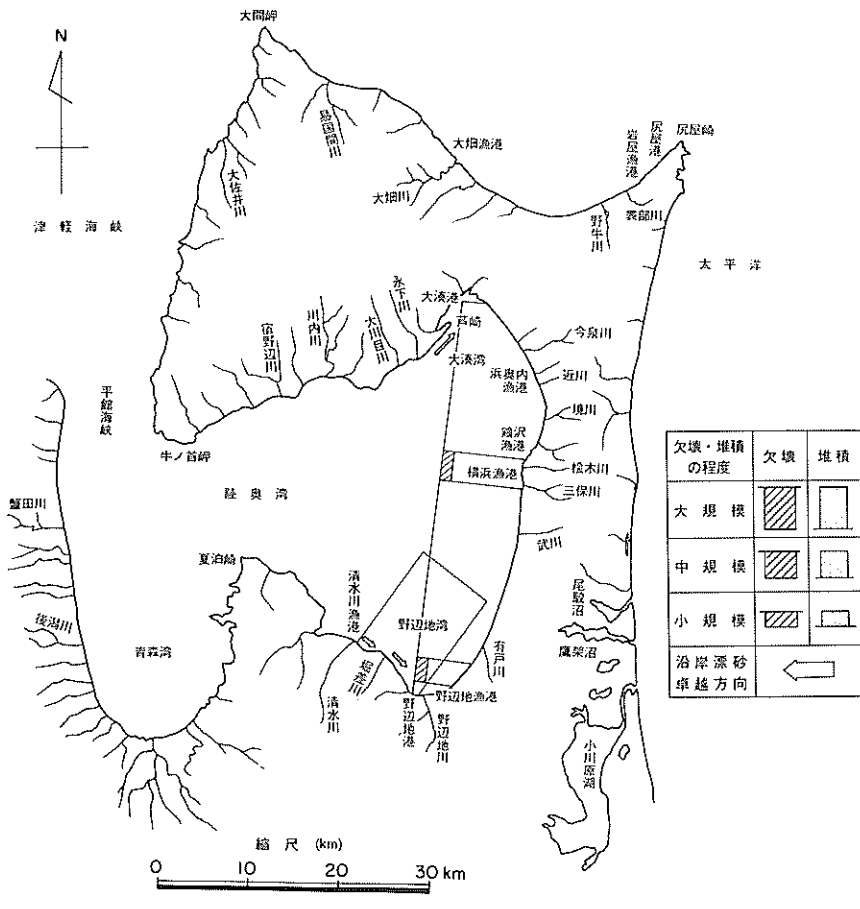 大間岬
N
易国間川
大畑漁港
尻屋港
尻屋崎
岩屋漁港
大佐井川
大畑川
野牛川
袰部川
津軽海峡
太平洋
大湊港
永下川
芦崎
川内川
大川目川
宿野辺川
大湊湾
今泉川
浜奥内
漁港
近川
境川
平舘海峡
牛ノ首岬
漁港
横浜漁港
桧木川
三保川
蟹田川
陸奥湾
武川
夏泊崎
清水川漁港
尾駮沼
後潟川
野辺地湾
鷹架沼
青森湾
有戸川
堀差川
清水川
野辺地港
野辺地漁港
野辺地川
小川原湖
欠壊・堆積
の程度
欠壊
堆積
大規模
中規模
小規模
沿岸漂砂
卓越方向
縮尺 (km)
0 10 20 30 km